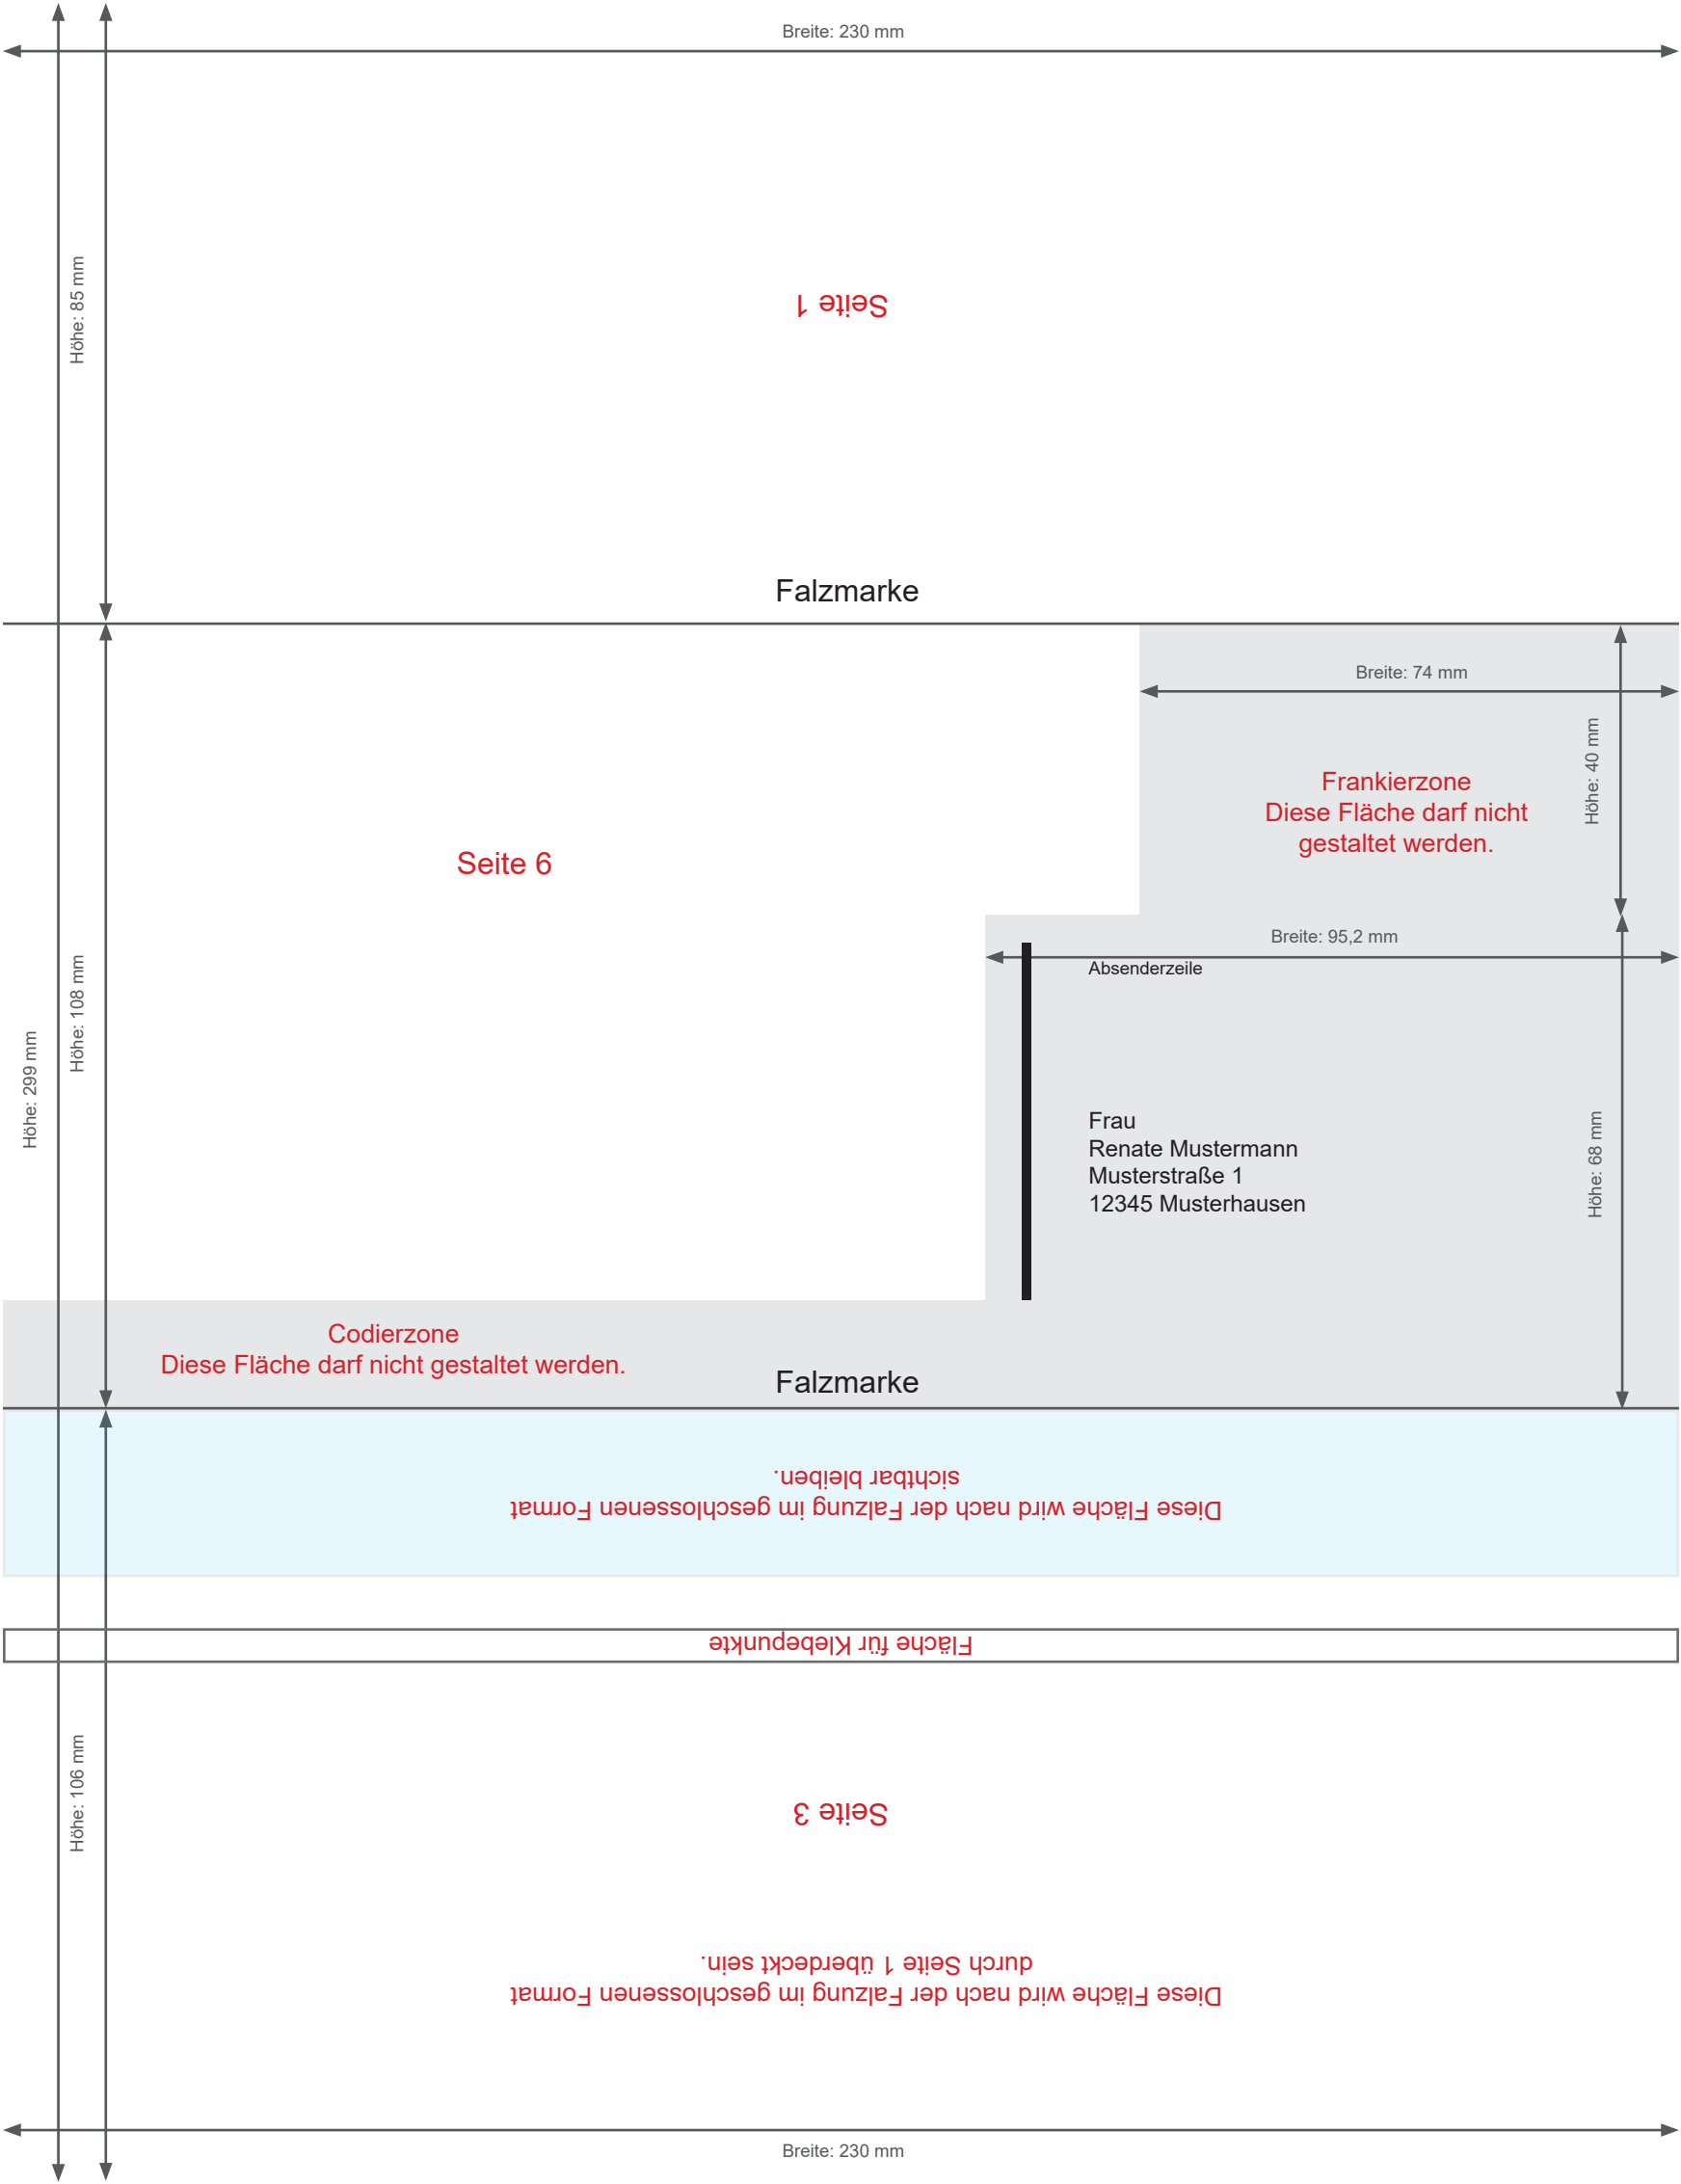 Breite: 230 mm
Höhe: 85 mm
Seite 1
Falzmarke
Breite: 74 mm
Höhe: 40 mm
Frankierzone
Diese Fläche darf nicht
gestaltet werden.
Seite 6
Breite: 95,2 mm
Absenderzeile
Höhe: 108 mm
Höhe: 299 mm
Frau
Renate Mustermann
Musterstraße 1
12345 Musterhausen
Höhe: 68 mm
Codierzone
Diese Fläche darf nicht gestaltet werden.
Falzmarke
Diese Fläche wird nach der Falzung im geschlossenen Format
sichtbar bleiben.
Fläche für Klebepunkte
Höhe: 106 mm
Seite 3
Diese Fläche wird nach der Falzung im geschlossenen Format
durch Seite 1 überdeckt sein.
Breite: 230 mm